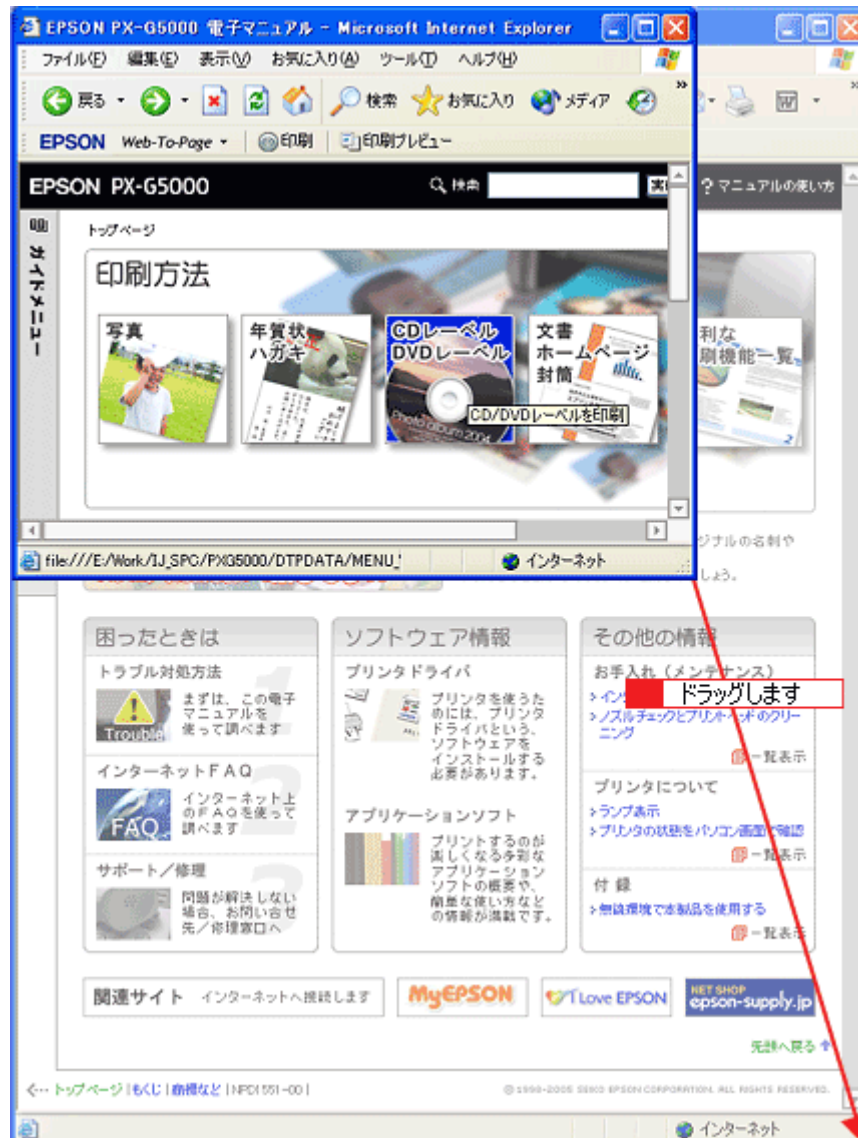 EPSON PX-G5000 電子マニュアル - Microsoft Internet Explorer
ファイル(F) 編集(E) 表示(V) お気に入り(A) ツール(T) ヘルプ(H)
戻る 検索 お気に入り メディア
EPSON Web-To-Page 印刷 印刷プレビュー
EPSON PX-G5000 検索
? マニュアルの使い方
ガイドメニュー
トップページ
印刷方法
写真
年賀状
ハガキ
CDレーベル
DVDレーベル
文書
ホームページ
封筒
利な
刷機能一覧
Photo album 2004
CD/DVDレーベルを印刷
ジナルの名刺や
しょう。
file:///E:/Work/IJ_SPC/PXG5000/DTPDATA/MENU_ インターネット
困ったときは
トラブル対処方法
まずは、この電子
マニュアルを
使って調べます
Trouble
インターネットFAQ
インターネット上
のFAQを使って
調べます
FAQ
サポート／修理
問題が解決しない
場合、お問い合せ
先／修理窓口へ
ソフトウェア情報
プリンタドライバ
プリンタを使うた
めには、プリンタ
ドライバという、
ソフトウェアを
インストールする
必要があります。
アプリケーションソフト
プリントするのが
楽しくなる多彩な
アプリケーション
ソフトの概要や、
簡単な使い方など
の情報が満載です。
その他の情報
お手入れ（メンテナンス）
ドラッグします
ノズルチェックとプリントヘッドのクリー
ニング
一覧表示
プリンタについて
ランプ表示
プリンタの状態をパソコン画面で確認
一覧表示
付 録
無線環境で本製品を使用する
一覧表示
関連サイト インターネットへ接続します
MyEPSON
I Love EPSON
NET SHOP
epson-supply.jp
先頭へ戻る
トップページ | もくじ | 商標など | NPD1551-00 |
© 1998-2005 SEIKO EPSON CORPORATION. ALL RIGHTS RESERVED.
インターネット